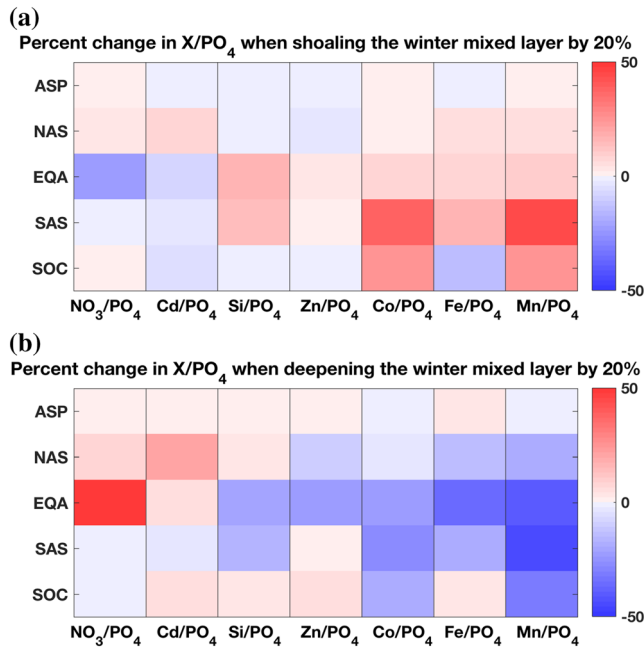 (a)
Percent change in X/PO4 when shoaling the winter mixed layer by 20%
ASP
NAS
EQA
SAS
SOC
50
0
-50
NO3/PO4 Cd/PO4 Si/PO4 Zn/PO4 Co/PO4 Fe/PO4 Mn/PO4
(b)
Percent change in X/PO4 when deepening the winter mixed layer by 20%
ASP
NAS
EQA
SAS
SOC
50
0
-50
NO3/PO4 Cd/PO4 Si/PO4 Zn/PO4 Co/PO4 Fe/PO4 Mn/PO4